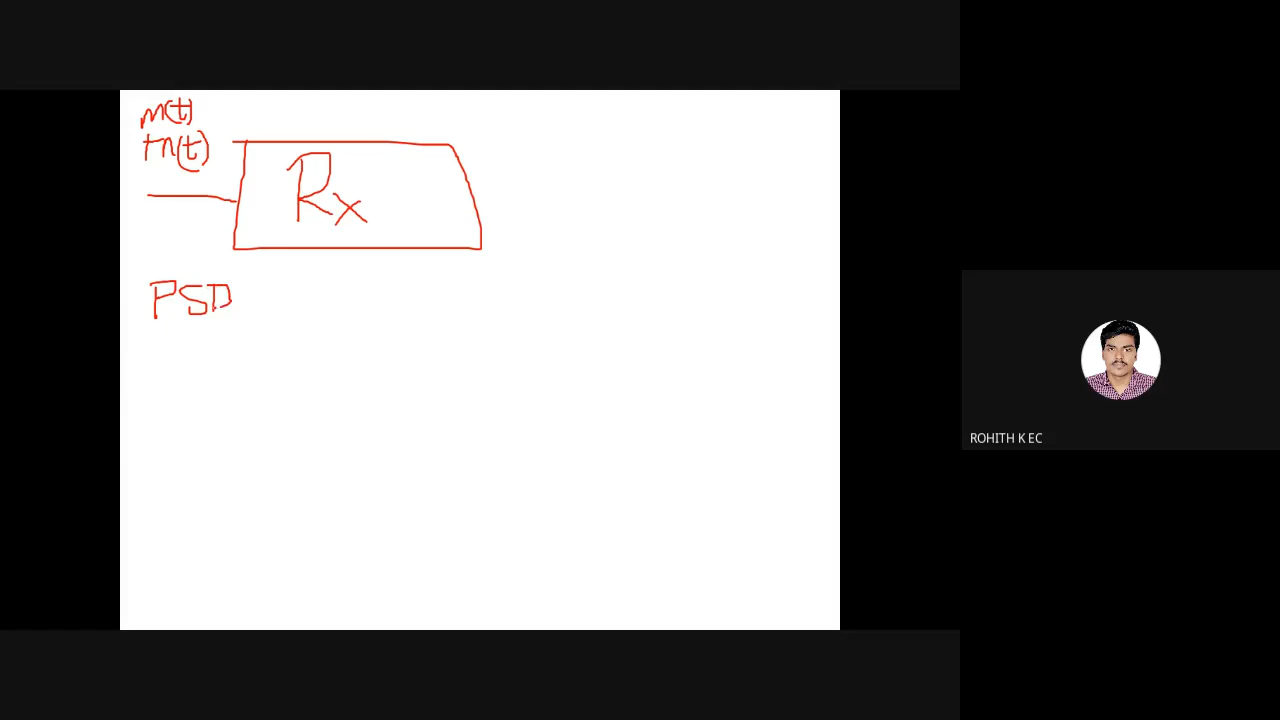 m(t)
+n(t)
Rx
PSD
ROHITH K EC